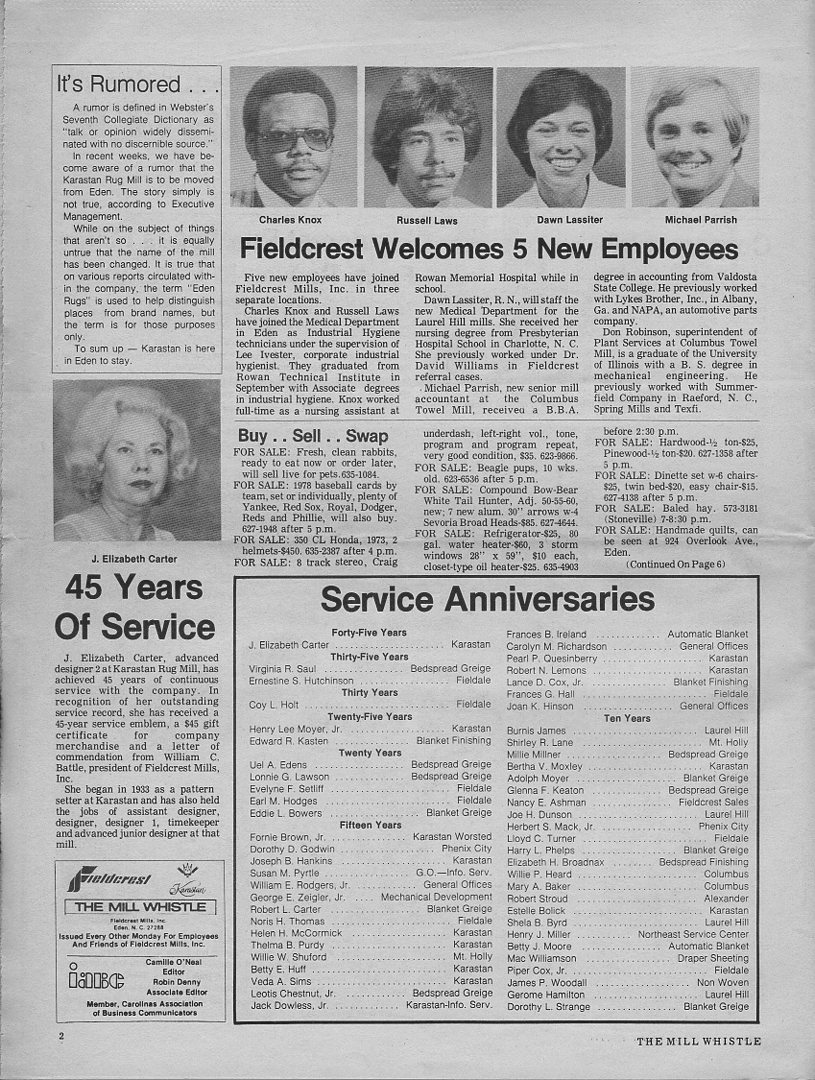 It's Rumored . . .
A rumor is defined in Webster's
Seventh Collegiate Dictionary as
"talk or opinion widely dissemi-
nated with no discernible source."
In recent weeks, we have be-
come aware of a rumor that the
Karastan Rug Mill is to be moved
from Eden. The story simply is
not true, according to Executive
Management.
While on the subject of things
that aren't so . . . it is equally
untrue that the name of the mill
has been changed. It is true that
on various reports circulated with-
in the company, the term "Eden
Rugs" is used to help distinguish
places from brand names, but
the term is for those purposes
only.
To sum up — Karastan is here
in Eden to stay.
Charles Knox
Russell Laws
Dawn Lassiter
Michael Parrish
Fieldcrest Welcomes 5 New Employees
Five new employees have joined
Fieldcrest Mills, Inc. in three
separate locations.
Charles Knox and Russell Laws
have joined the Medical Department
in Eden as Industrial Hygiene
technicians under the supervision of
Lee Ivester, corporate industrial
hygienist. They graduated from
Rowan Technical Institute in
September with Associate degrees
in industrial hygiene. Knox worked
full-time as a nursing assistant at
Rowan Memorial Hospital while in
school.
Dawn Lassiter, R. N., will staff the
new Medical Department for the
Laurel Hill mills. She received her
nursing degree from Presbyterian
Hospital School in Charlotte, N. C.
She previously worked under Dr.
David Williams in Fieldcrest
referral cases.
Michael Parrish, new senior mill
accountant at the Columbus
Towel Mill, received a B.B.A.
degree in accounting from Valdosta
State College. He previously worked
with Lykes Brother, Inc., in Albany,
Ga. and NAPA, an automotive parts
company.
Don Robinson, superintendent of
Plant Services at Columbus Towel
Mill, is a graduate of the University
of Illinois with a B. S. degree in
mechanical engineering. He
previously worked with Summer-
field Company in Raeford, N. C.,
Spring Mills and Texfi.
J. Elizabeth Carter
45 Years
Of Service
J. Elizabeth Carter, advanced
designer 2 at Karastan Rug Mill, has
achieved 45 years of continuous
service with the company. In
recognition of her outstanding
service record, she has received a
45-year service emblem, a $45 gift
certificate for company
merchandise and a letter of
commendation from William C.
Battle, president of Fieldcrest Mills,
Inc.
She began in 1933 as a pattern
setter at Karastan and has also held
the jobs of assistant designer,
designer, designer 1, timekeeper
and advanced junior designer at that
mill.
Buy . . Sell . . Swap
FOR SALE: Fresh, clean rabbits,
ready to eat now or order later,
will sell live for pets. 635-1084.
FOR SALE: 1978 baseball cards by
team, set or individually, plenty of
Yankee, Red Sox, Royal, Dodger,
Reds and Phillie, will also buy.
627-1948 after 5 p.m.
FOR SALE: 350 CL Honda, 1973, 2
helmets-$450. 635-2387 after 4 p.m.
FOR SALE: 8 track stereo, Craig
underdash, left-right vol., tone,
program and program repeat,
very good condition, $35. 623-9866.
FOR SALE: Beagle pups, 10 wks.
old. 623-6536 after 5 p.m.
FOR SALE: Compound Bow-Bear
White Tail Hunter, Adj. 50-55-60,
new; 7 new alum. 30" arrows w-4
Sevoria Broad Heads-$85. 627-4644.
FOR SALE: Refrigerator-$25, 80
gal. water heater-$60, 3 storm
windows 28" x 59", $10 each,
closet-type oil heater-$25. 635-4903
before 2:30 p.m.
FOR SALE: Hardwood-½ ton-$25,
Pinewood-½ ton-$20. 627-1358 after
5 p.m.
FOR SALE: Dinette set w-6 chairs-
$25, twin bed-$20, easy chair-$15.
627-4138 after 5 p.m.
FOR SALE: Baled hay. 573-3181
(Stoneville) 7-8:30 p.m.
FOR SALE: Handmade quilts, can
be seen at 924 Overlook Ave.,
Eden.
(Continued On Page 6)
Service Anniversaries
Forty-Five Years
J. Elizabeth Carter . . . Karastan
Thirty-Five Years
Virginia R. Saul . . . Bedspread Greige
Ernestine S. Hutchinson . . . Fieldale
Thirty Years
Coy L. Holt . . . Fieldale
Twenty-Five Years
Henry Lee Moyer, Jr. . . . Karastan
Edward R. Kasten . . . Blanket Finishing
Twenty Years
Uel A. Edens . . . Bedspread Greige
Lonnie G. Lawson . . . Bedspread Greige
Evelyne F. Setliff . . . Fieldale
Earl M. Hodges . . . Fieldale
Eddie L. Bowers . . . Blanket Greige
Fifteen Years
Fornie Brown, Jr. . . . Karastan Worsted
Dorothy D. Godwin . . . Phenix City
Joseph B. Hankins . . . Karastan
Susan M. Pyrtle . . . G.O.—Info. Serv.
William E. Rodgers, Jr. . . . General Offices
George E. Zeigler, Jr. . . . Mechanical Development
Robert L. Carter . . . Blanket Greige
Noris H. Thomas . . . Fieldale
Helen H. McCormick . . . Karastan
Thelma B. Purdy . . . Karastan
Willie W. Shuford . . . Mt. Holly
Betty E. Huff . . . Karastan
Veda A. Sims . . . Karastan
Leotis Chestnut, Jr. . . . Bedspread Greige
Jack Dowless, Jr. . . . Karastan-Info. Serv.
Frances B. Ireland . . . Automatic Blanket
Carolyn M. Richardson . . . General Offices
Pearl P. Quesinberry . . . Karastan
Robert N. Lemons . . . Karastan
Lance D. Cox, Jr. . . . Blanket Finishing
Frances G. Hall . . . Fieldale
Joan K. Hinson . . . General Offices
Ten Years
Burnis James . . . Laurel Hill
Shirley R. Lane . . . Mt. Holly
Millie Millner . . . Bedspread Greige
Bertha V. Moxley . . . Karastan
Adolph Moyer . . . Blanket Greige
Glenna F. Keaton . . . Bedspread Greige
Nancy E. Ashman . . . Fieldcrest Sales
Joe H. Dunson . . . Laurel Hill
Herbert S. Mack, Jr. . . . Phenix City
Lloyd C. Turner . . . Fieldale
Harry L. Phelps . . . Blanket Greige
Elizabeth H. Broadnax . . . Bedspread Finishing
Willie P. Heard . . . Columbus
Mary A. Baker . . . Columbus
Robert Stroud . . . Alexander
Estelle Bolick . . . Karastan
Shela B. Byrd . . . Laurel Hill
Henry J. Miller . . . Northeast Service Center
Betty J. Moore . . . Automatic Blanket
Mac Williamson . . . Draper Sheeting
Piper Cox, Jr. . . . Fieldale
James P. Woodall . . . Non Woven
Gerome Hamilton . . . Laurel Hill
Dorothy L. Strange . . . Blanket Greige
Fieldcrest
Karastan
THE MILL WHISTLE
Fieldcrest Mills, Inc.
Eden, N. C. 27288
Issued Every Other Monday For Employees
And Friends of Fieldcrest Mills, Inc.
iabc
Camille O'Neal
Editor
Robin Denny
Associate Editor
Member, Carolinas Association
of Business Communicators
2
THE MILL WHISTLE